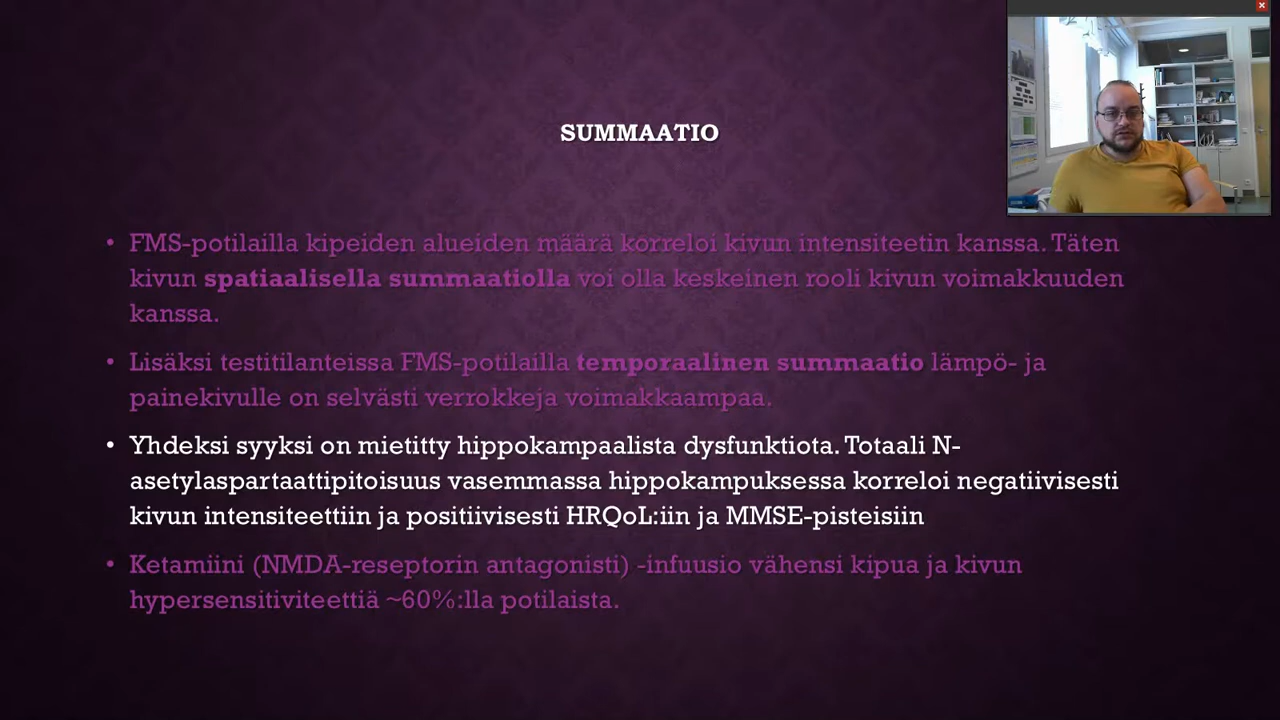 SUMMAATIO
• FMS-potilailla kipeiden alueiden määrä korreloi kivun intensiteetin kanssa. Täten
kivun spatiaalisella summaatiolla voi olla keskeinen rooli kivun voimakkuuden
kanssa.
• Lisäksi testitilanteissa FMS-potilailla temporaalinen summaatio lämpö- ja
painekivulle on selvästi verrokkeja voimakkaampaa.
• Yhdeksi syyksi on mietitty hippokampaalista dysfunktiota. Totaali N-
asetylaspartaattipitoisuus vasemmassa hippokampuksessa korreloi negatiivisesti
kivun intensiteettiin ja positiivisesti HRQoL:iin ja MMSE-pisteisiin
• Ketamiini (NMDA-reseptorin antagonisti) -infuusio vähensi kipua ja kivun
hypersensitiviteettiä ~60%:lla potilaista.